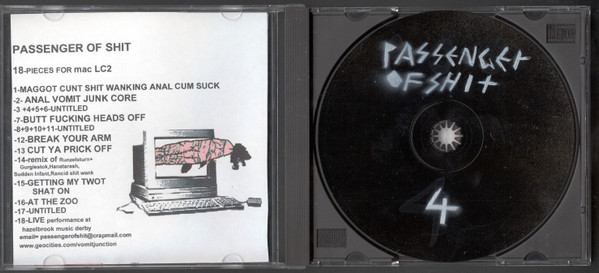 PASSENGER OF SHIT
18-PIECES FOR mac LC2
1-MAGGOT CUNT SHIT WANKING ANAL CUM SUCK
-2- ANAL VOMIT JUNK CORE
-3 +4+5+6-UNTITLED
-7-BUTT FUCKING HEADS OFF
-8+9+10+11-UNTITLED
-12-BREAK YOUR ARM
-13-CUT YA PRICK OFF
-14-remix of Runzelsturn+
Gurglestok,Hanatarash,
Sudden Infant,Rancid shit wank
-15-GETTING MY TWOT
SHAT ON
-16-AT THE ZOO
-17-UNTITLED
-18-LIVE performance at
hazelbrook music derby
email= passengerofshit@crapmail.com
www.geocities.com/vomitjunction
PASSENGER
OF SHIT
4